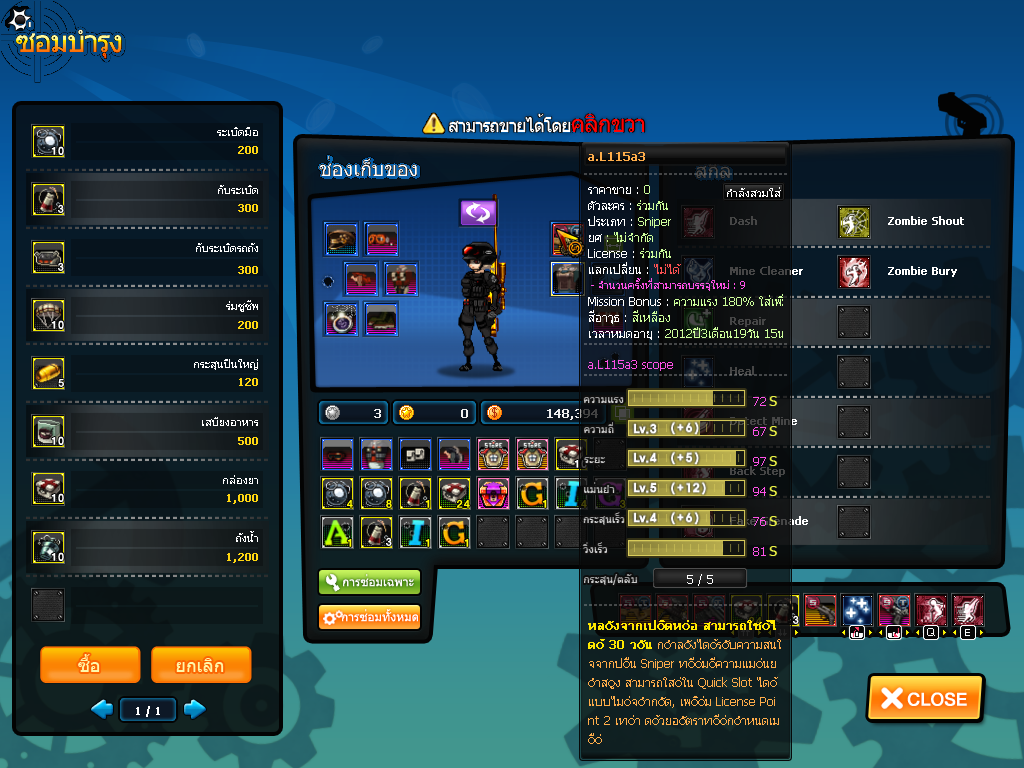 ซ่อมบำรุง
ระเบิดมือ
10
200
กับระเบิด
3
300
กับระเบิดรถถัง
3
300
ร่มชูชีพ
10
200
กระสุนปืนใหญ่
5
120
เสบียงอาหาร
10
500
กล่องยา
10
1,000
ถังน้ำ
10
1,200
ซื้อ
ยกเลิก
1 / 1
สามารถขายได้โดยคลิกขวา
ช่องเก็บของ
3
0
148,394
การซ่อมเฉพาะ
การซ่อมทั้งหมด
สกิล
Dash
Zombie Shout
Mine Cleaner
Zombie Bury
Repair
Heal
Back Step
a.L115a3
ราคาขาย : 0
กำลังสวมใส่
ตัวละคร : ร่วมกัน
ประเภท : Sniper
ยศ : ไม่จำกัด
License : ร่วมกัน
แลกเปลี่ยน : ไม่ได้
- จำนวนครั้งที่สามารถบรรจุใหม่ : 9
Mission Bonus : ความแรง 180% ใส่เพื่
สีอาวุธ : สีเหลือง
เวลาหมดอายุ : 2012ปี3เดือน19วัน 15น
a.L115a3 scope
ความแรง 72 S
ความถี่ Lv.3 (+6) 67 S
ระยะ Lv.4 (+5) 97 S
แม่นยำ Lv.5 (+12) 94 S
กระสุนเร็ว Lv.4 (+6) 76 S
วิ่งเร็ว 81 S
กระสุน/ตลับ 5 / 5
Q
E
CLOSE